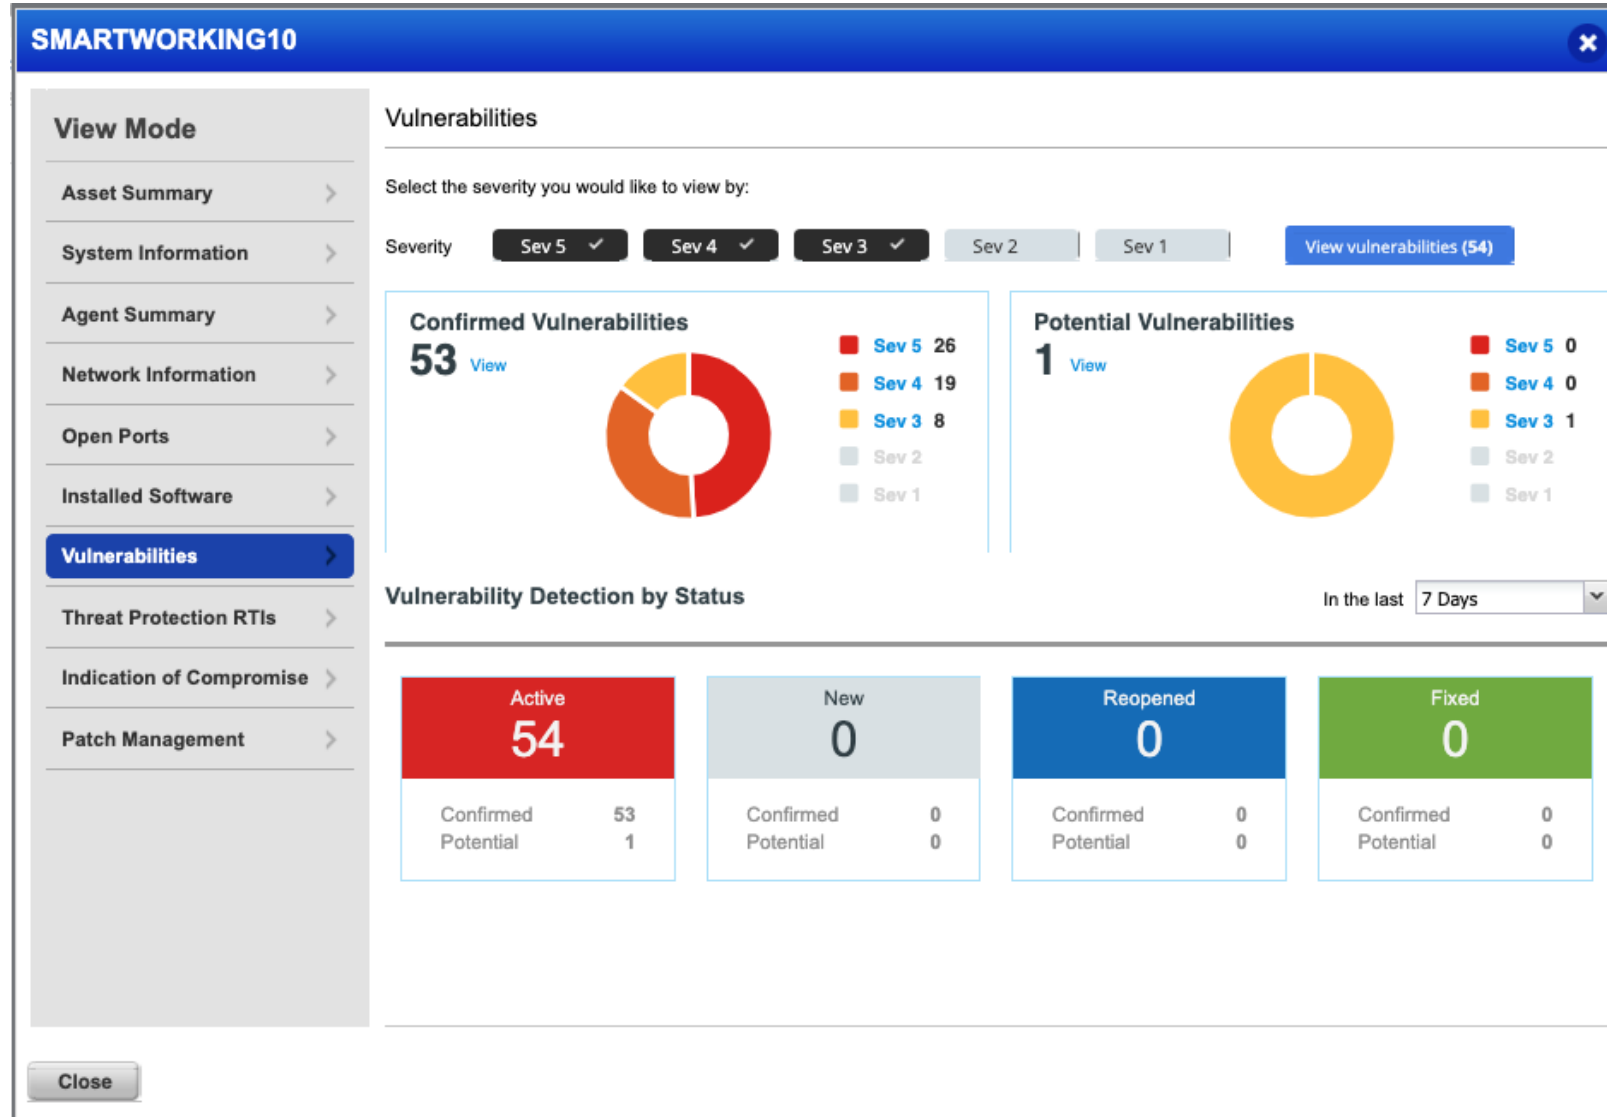 SMARTWORKING10
View Mode
Asset Summary
System Information
Agent Summary
Network Information
Open Ports
Installed Software
Vulnerabilities
Threat Protection RTIs
Indication of Compromise
Patch Management
Vulnerabilities
Select the severity you would like to view by:
Severity Sev 5 Sev 4 Sev 3 Sev 2 Sev 1 View vulnerabilities (54)
Confirmed Vulnerabilities
53 View
Sev 5 26
Sev 4 19
Sev 3 8
Sev 2
Sev 1
Potential Vulnerabilities
1 View
Sev 5 0
Sev 4 0
Sev 3 1
Sev 2
Sev 1
Vulnerability Detection by Status In the last 7 Days
Active
54
Confirmed 53
Potential 1
New
0
Confirmed 0
Potential 0
Reopened
0
Confirmed 0
Potential 0
Fixed
0
Confirmed 0
Potential 0
Close